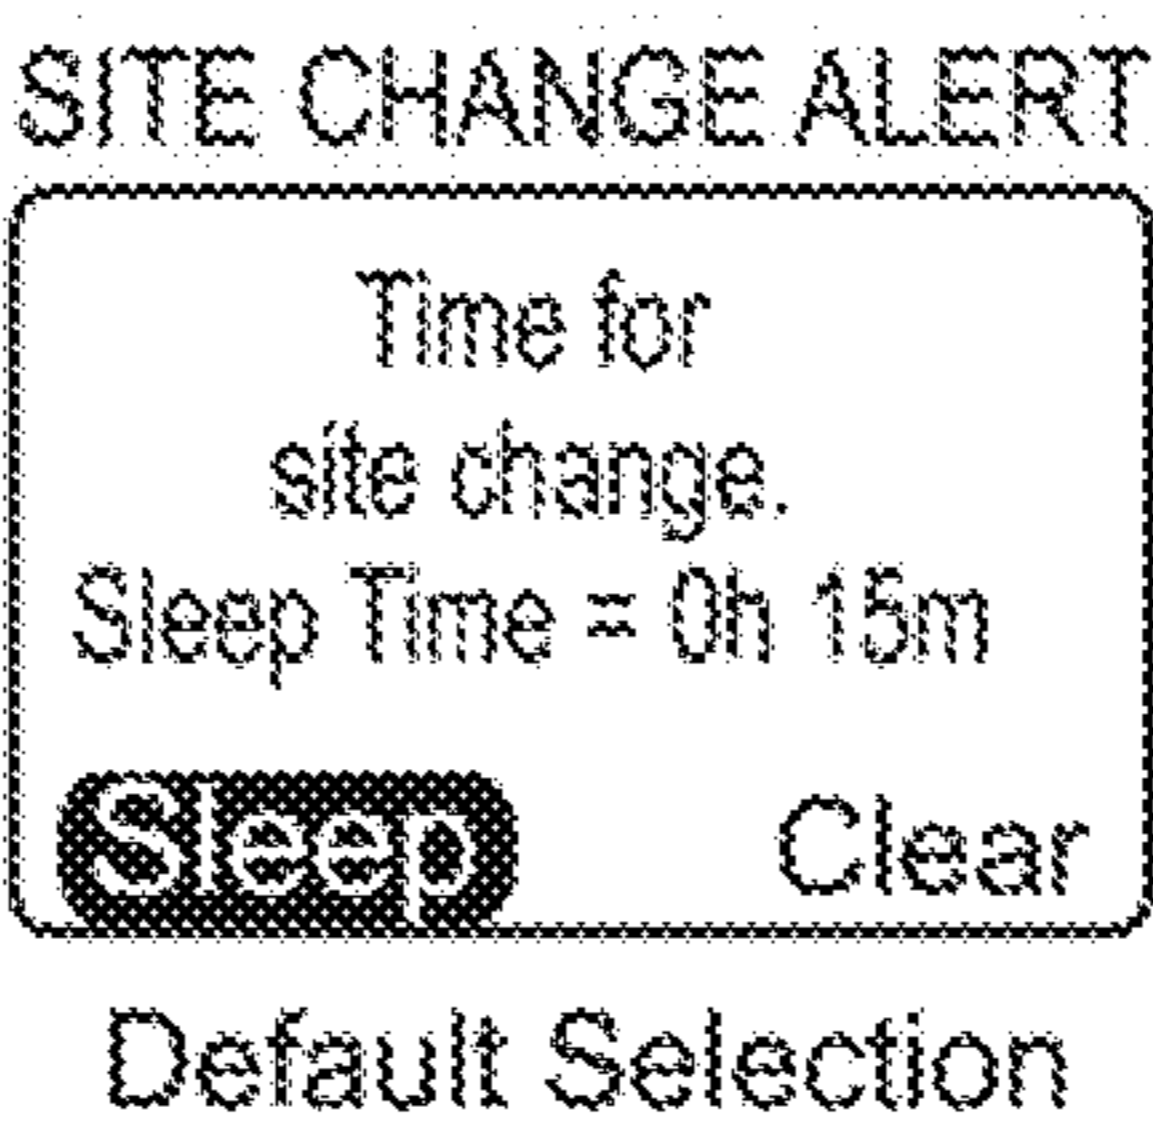 SITE CHANGE ALERT
Time for
site change.
Sleep Time = 0h 15m
Sleep Clear
Default Selection